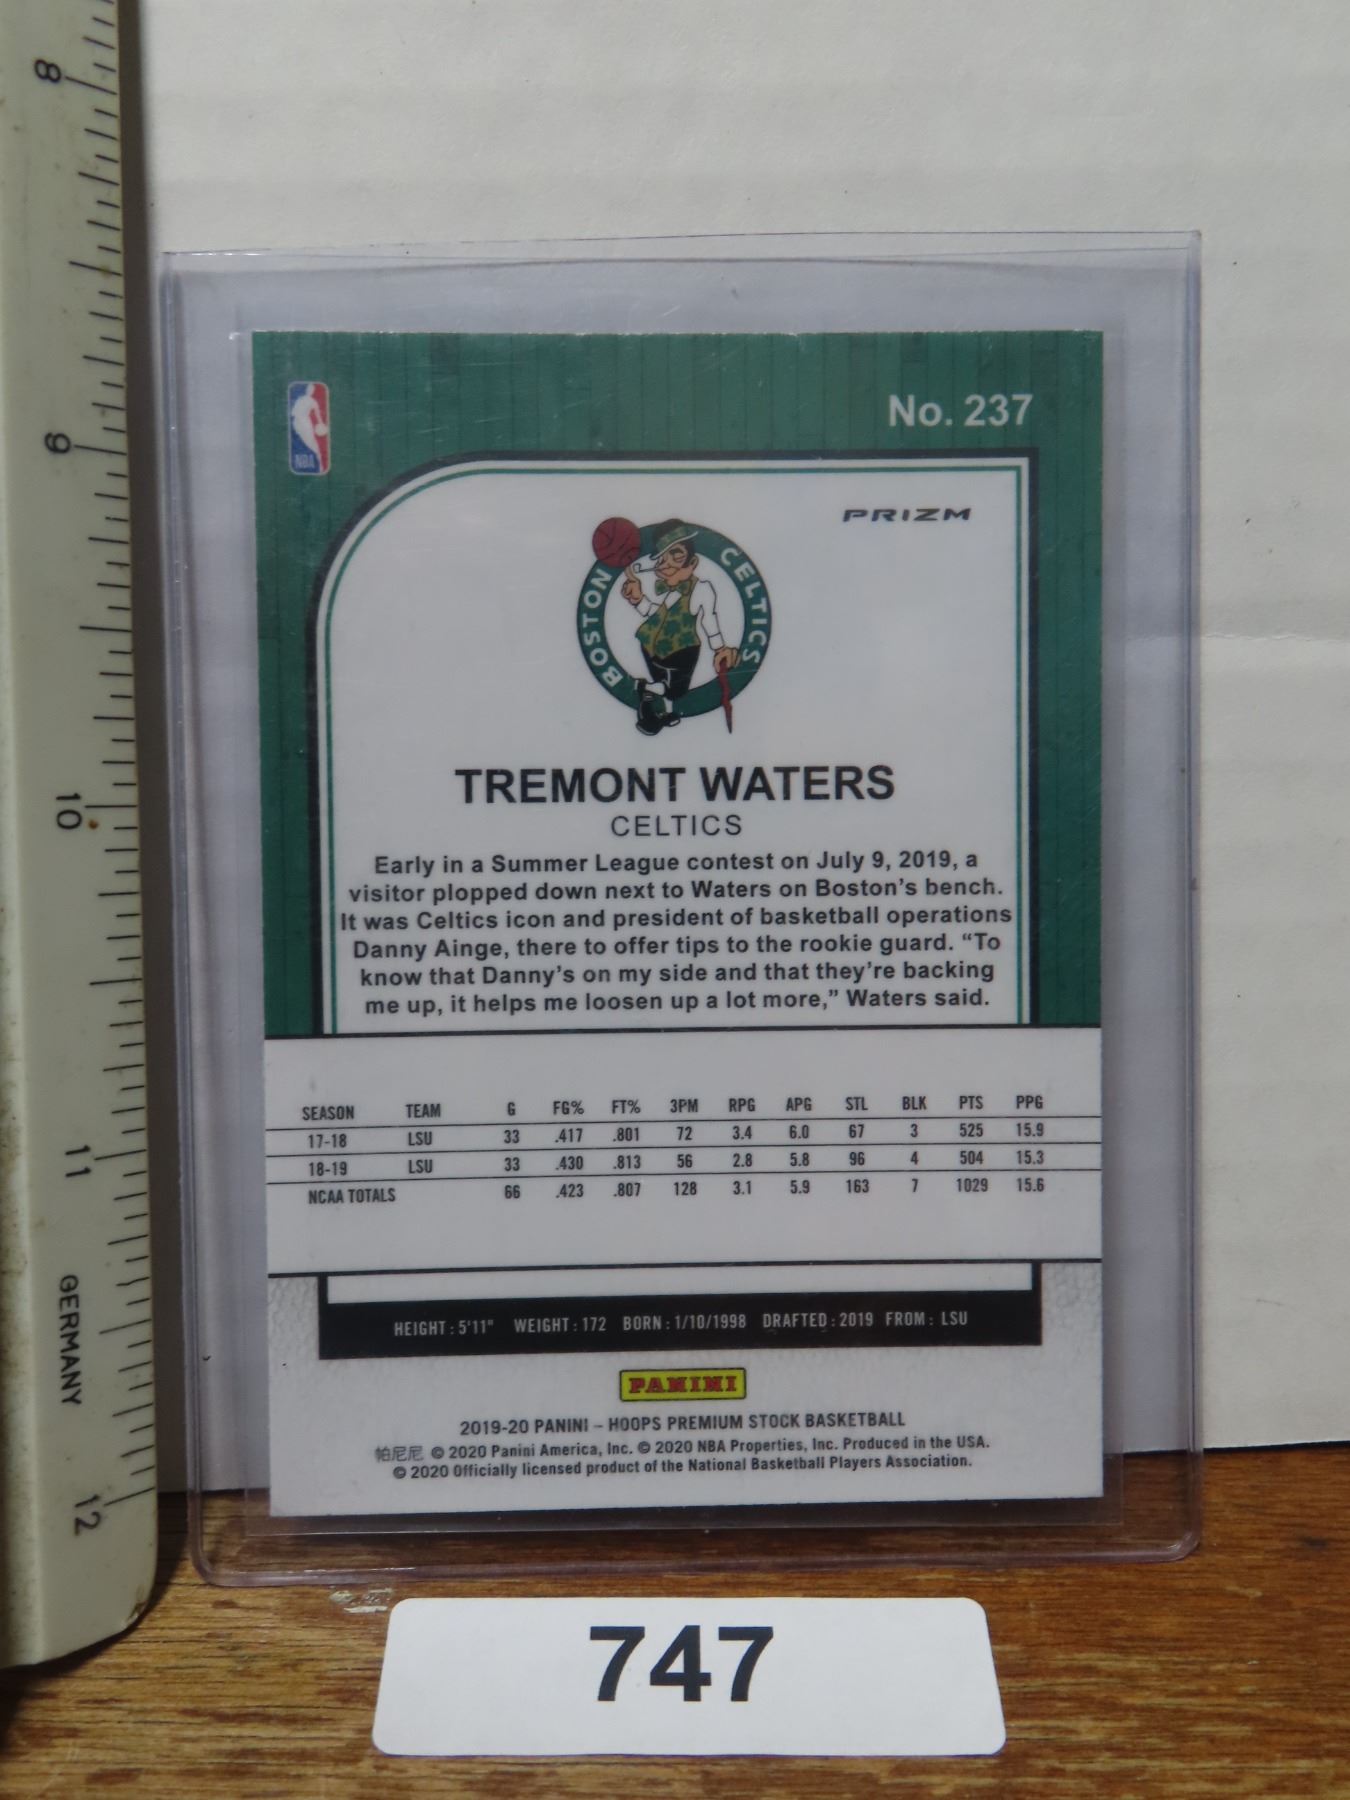 8
9
10
11
GERMANY
12
No. 237
NBA
PRIZM
BOSTON CELTICS
TREMONT WATERS
CELTICS
Early in a Summer League contest on July 9, 2019, a
visitor plopped down next to Waters on Boston's bench.
It was Celtics icon and president of basketball operations
Danny Ainge, there to offer tips to the rookie guard. “To
know that Danny's on my side and that they're backing
me up, it helps me loosen up a lot more,” Waters said.
SEASON TEAM G FG% FT% 3PM RPG APG STL BLK PTS PPG
17-18 LSU 33 .417 .801 72 3.4 6.0 67 3 525 15.9
18-19 LSU 33 .430 .813 56 2.8 5.8 96 4 504 15.3
NCAA TOTALS 66 .423 .807 128 3.1 5.9 163 7 1029 15.6
HEIGHT : 5'11" WEIGHT : 172 BORN : 1/10/1998 DRAFTED : 2019 FROM : LSU
PANINI
2019-20 PANINI – HOOPS PREMIUM STOCK BASKETBALL
帕尼尼 © 2020 Panini America, Inc. © 2020 NBA Properties, Inc. Produced in the USA.
© 2020 Officially licensed product of the National Basketball Players Association.
747